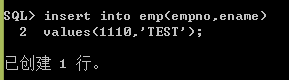 SQL> insert into emp(empno,ename)
  2  values(1110,'TEST');
已创建 1 行。